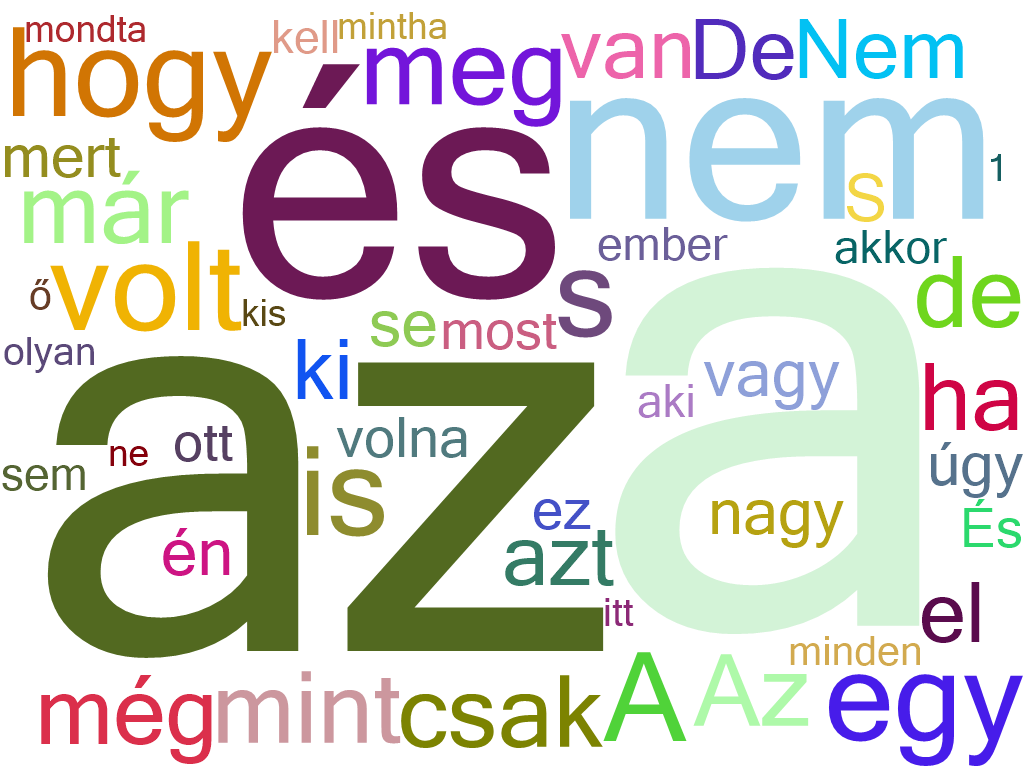 mondta
kell
mintha
hogy
meg
van
De
Nem
és
nem
mert
1
már
S
ember
akkor
volt
ő
kis
s
de
se
most
olyan
ki
az
a
vagy
aki
ha
volna
ott
ne
sem
is
úgy
ez
nagy
És
én
azt
itt
el
minden
még
mint
csak
A
Az
egy